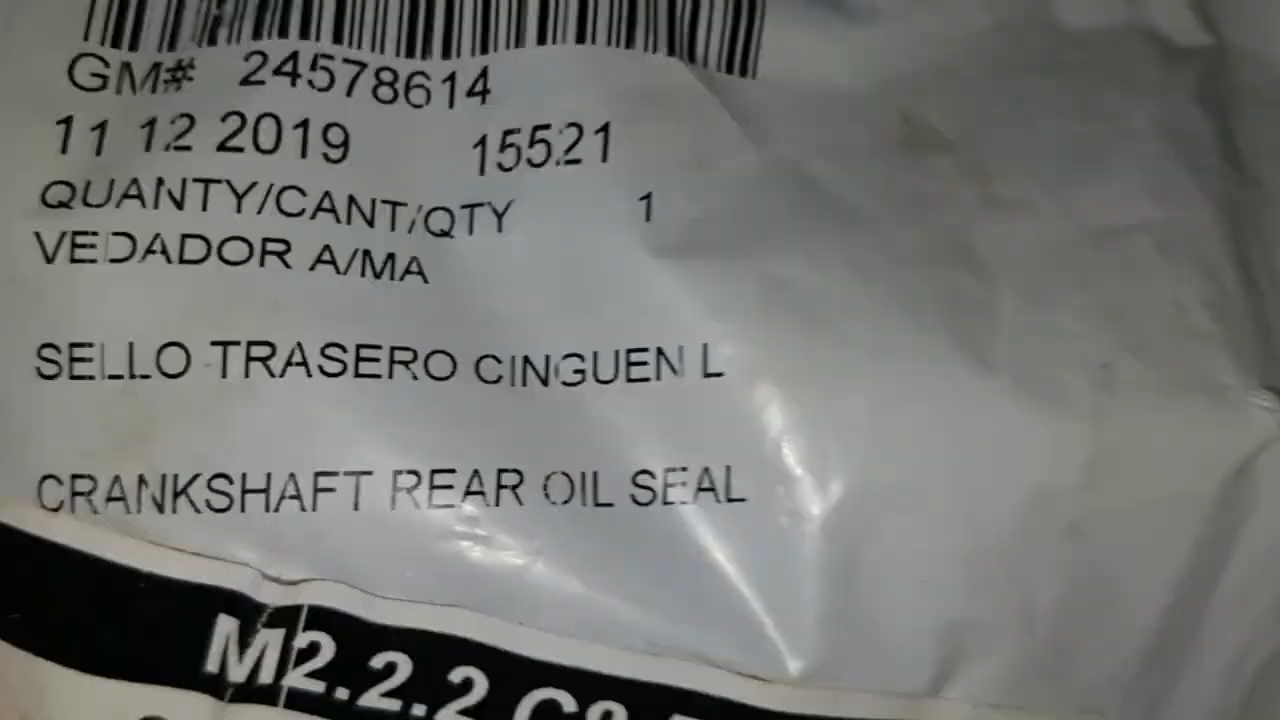 GM# 24578614
11 12 2019 15521
QUANTY/CANT/QTY 1
VEDADOR A/MA
SELLO TRASERO CINGUEN L
CRANKSHAFT REAR OIL SEAL
M2.2.2